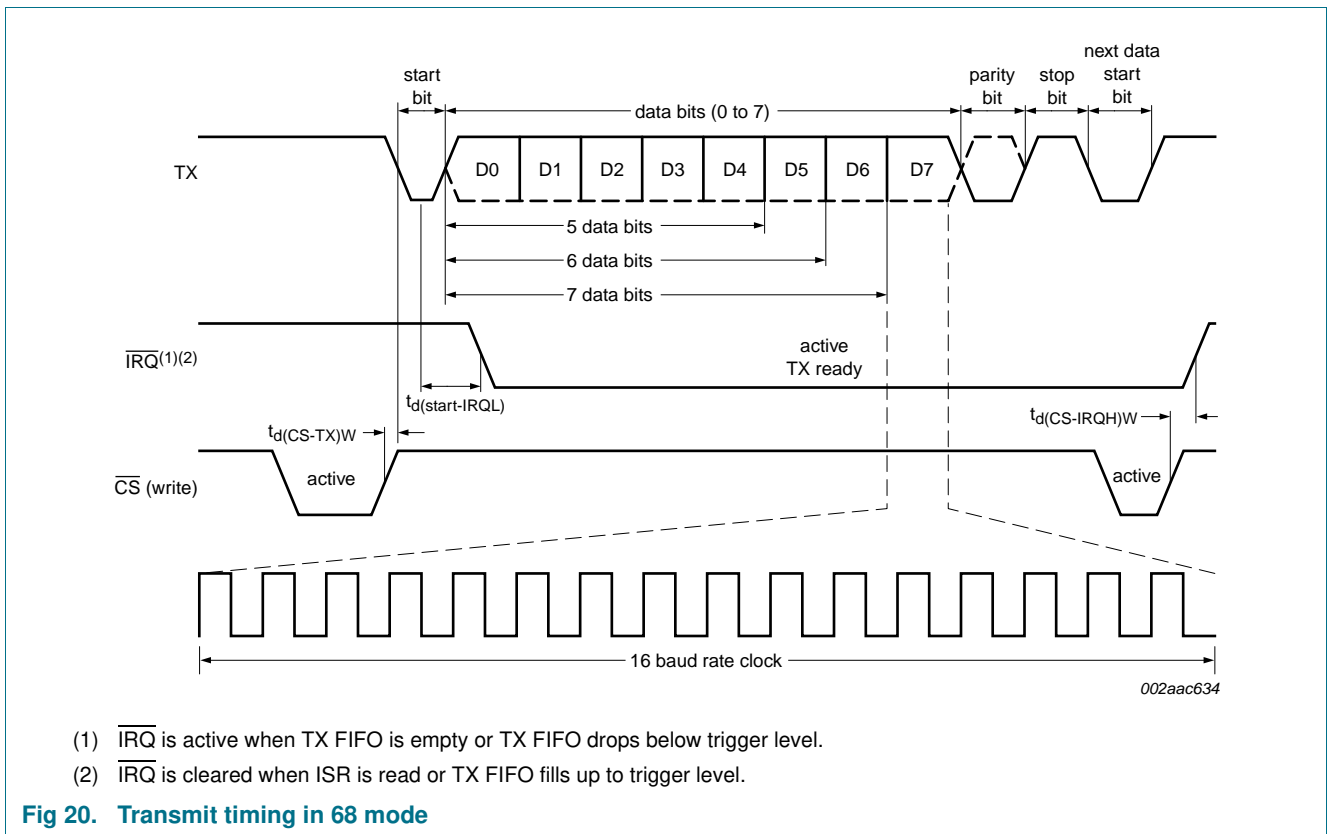 start
bit
data bits (0 to 7)
parity
bit
stop
bit
next data
start
bit
TX
D0 D1 D2 D3 D4 D5 D6 D7
5 data bits
6 data bits
7 data bits
IRQ(1)(2)
active
TX ready
td(start-IRQL)
td(CS-TX)W
td(CS-IRQH)W
CS (write)
active
active
16 baud rate clock
002aac634
(1) IRQ is active when TX FIFO is empty or TX FIFO drops below trigger level.
(2) IRQ is cleared when ISR is read or TX FIFO fills up to trigger level.
Fig 20. Transmit timing in 68 mode